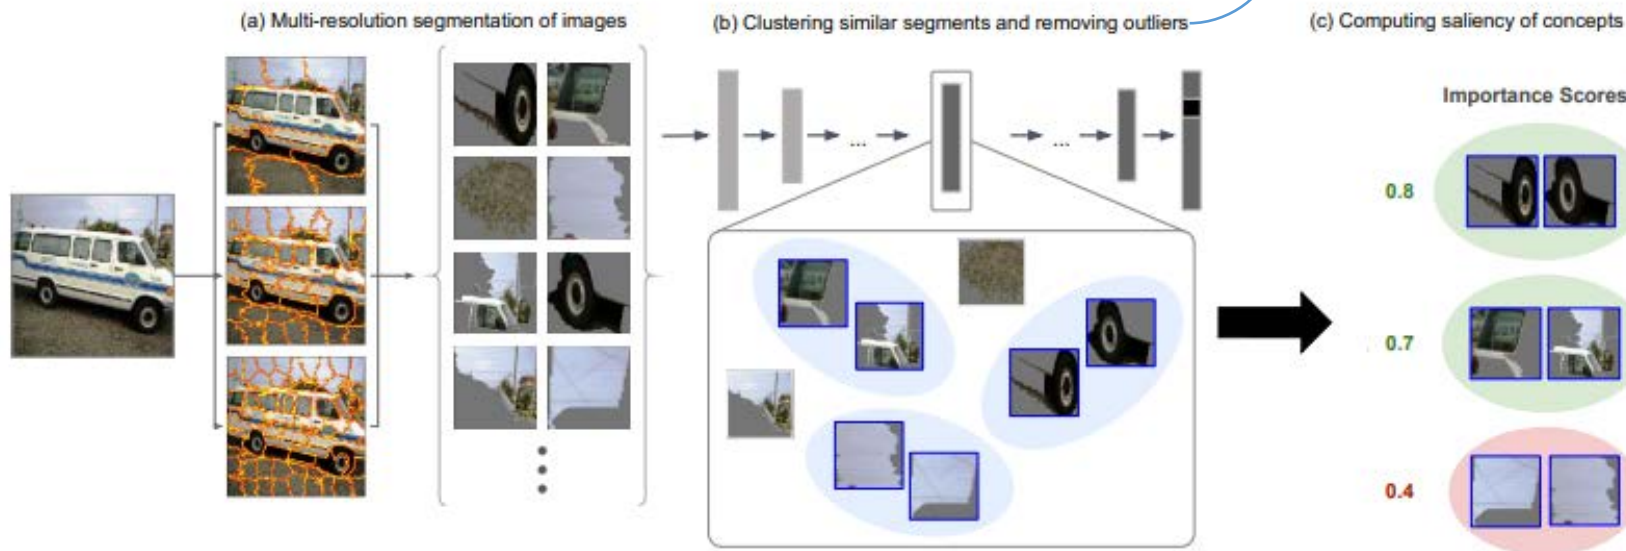 (a) Multi-resolution segmentation of images
(b) Clustering similar segments and removing outliers
(c) Computing saliency of concepts
...
...
Importance Scores
0.8
0.7
0.4